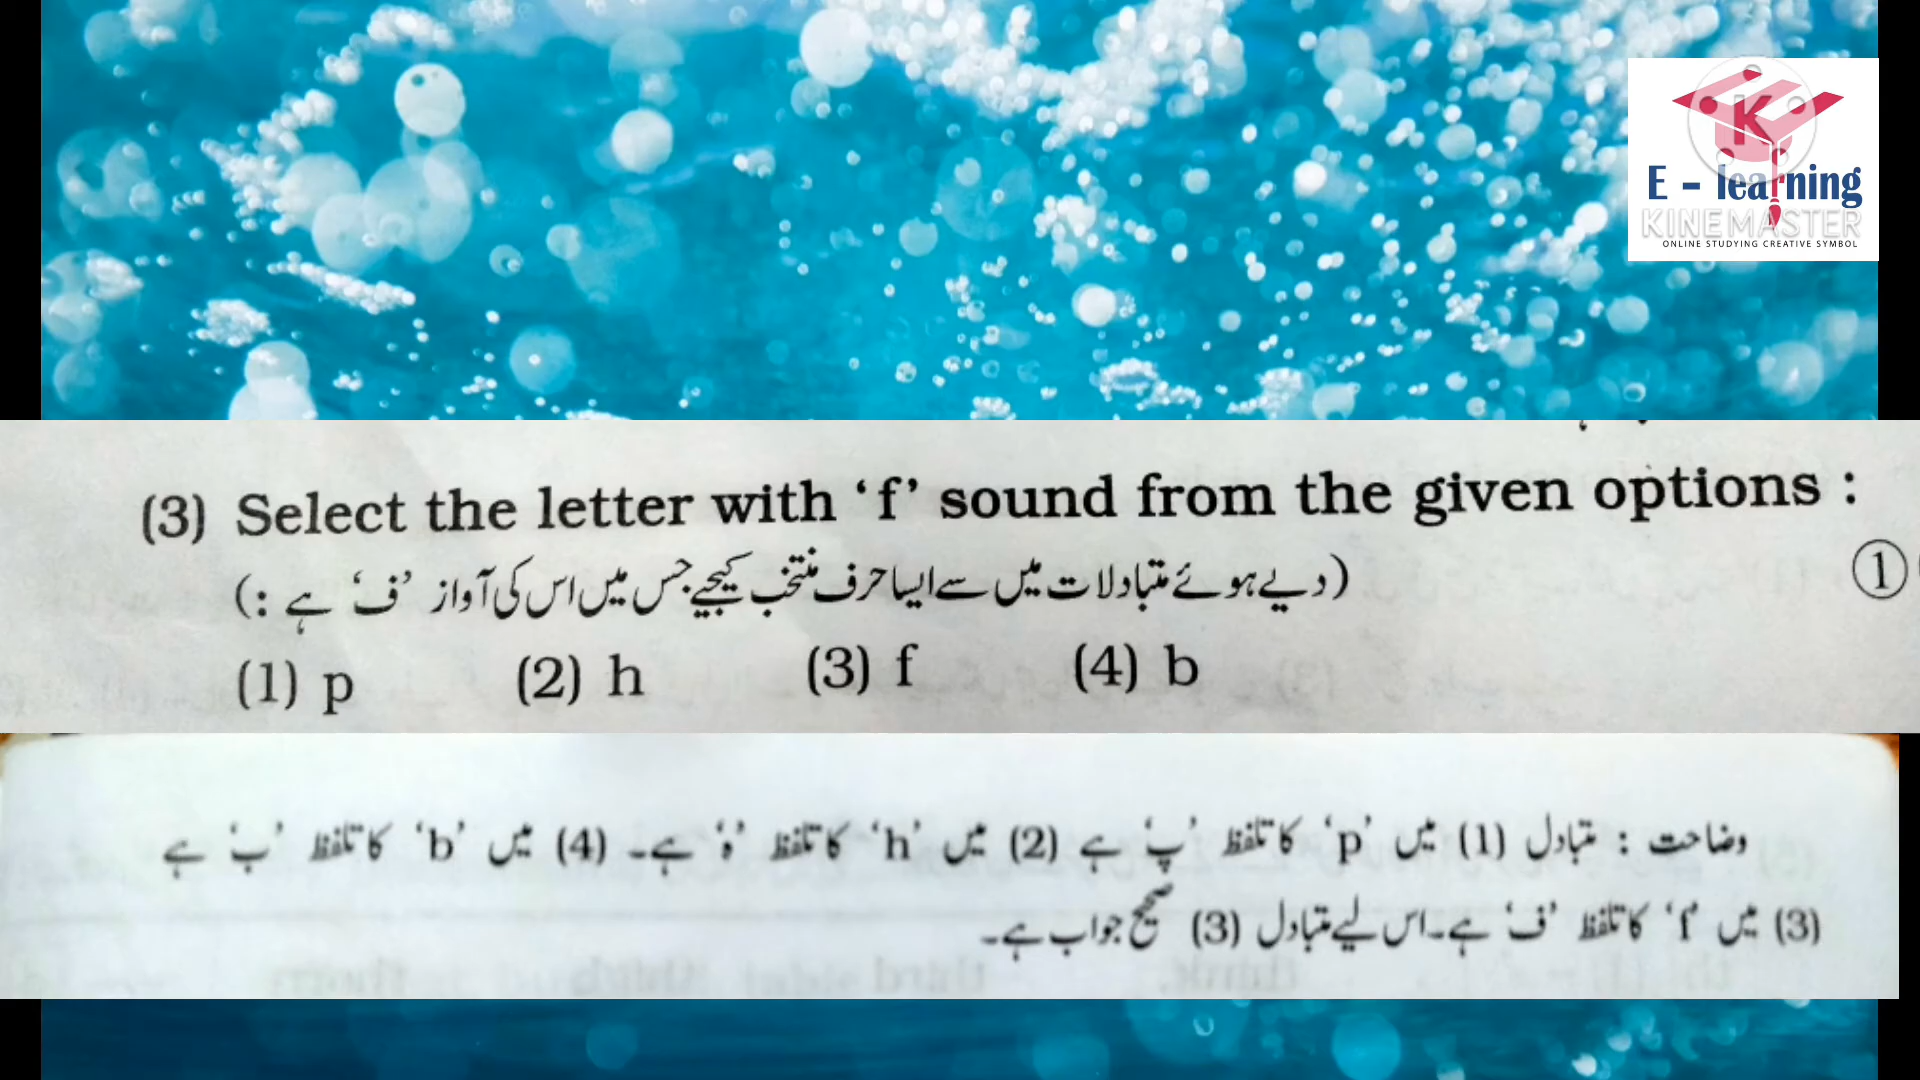 K
E - learning
KINEMASTER
ONLINE STUDYING CREATIVE SYMBOL
(3) Select the letter with ‘f’ sound from the given options :
(دیے ہوئے متبادلات میں سے ایسا حرف منتخب کیجیے جس میں اس کی آواز ’ف‘ ہے :)
①
(1) p (2) h (3) f (4) b
وضاحت : متبادل (1) میں ’p‘ کا تلفظ ’پ‘ ہے (2) میں ’h‘ کا تلفظ ’ہ‘ ہے۔ (4) میں ’b‘ کا تلفظ ’ب‘ ہے
(3) میں ’f‘ کا تلفظ ’ف‘ ہے۔ اس لیے متبادل (3) صحیح جواب ہے۔